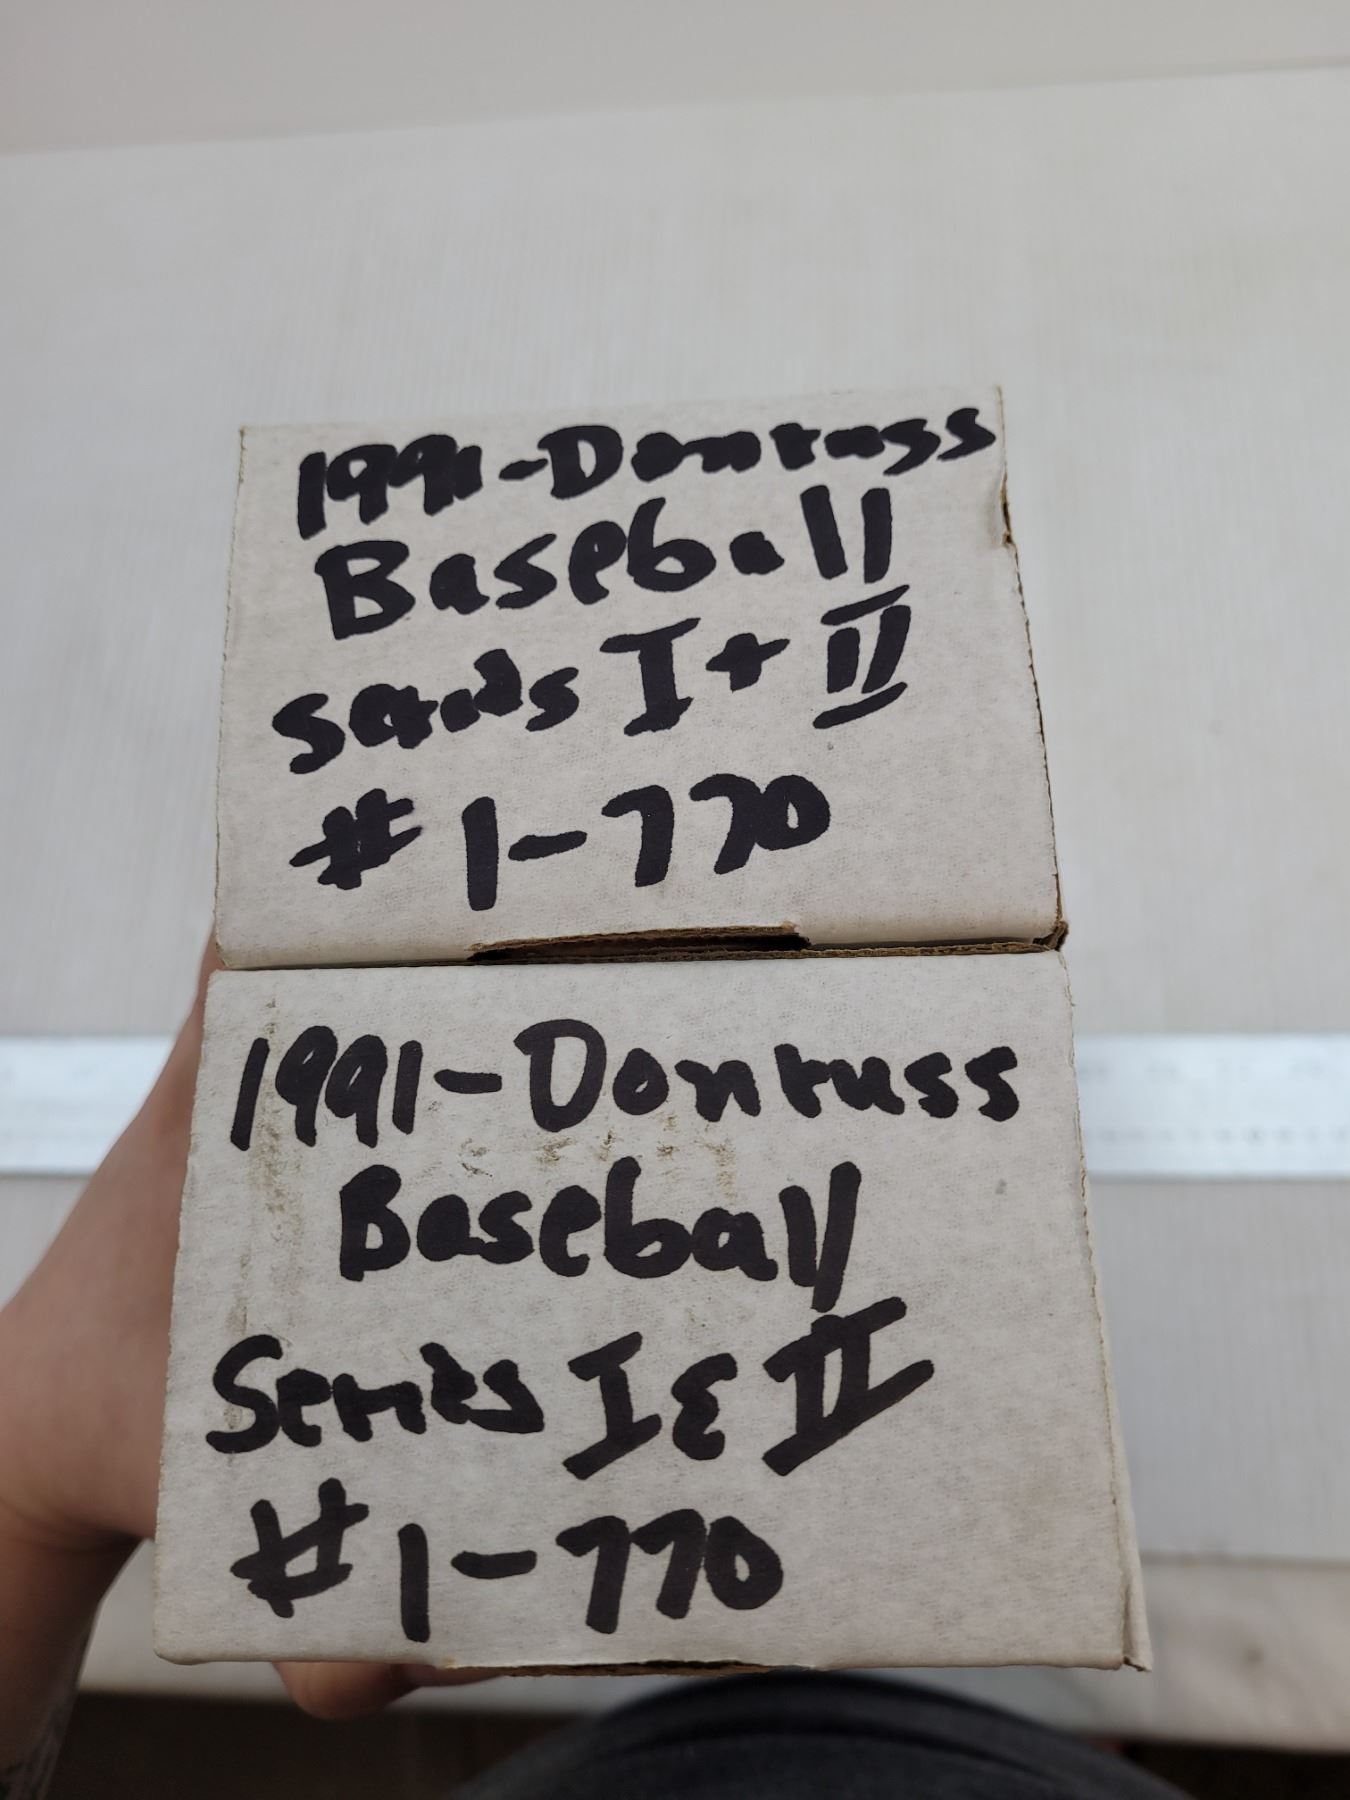 1991-Donruss
Baseball
series I + II
# 1-770
1991-Donruss
Baseball
Series I & II
# 1-770